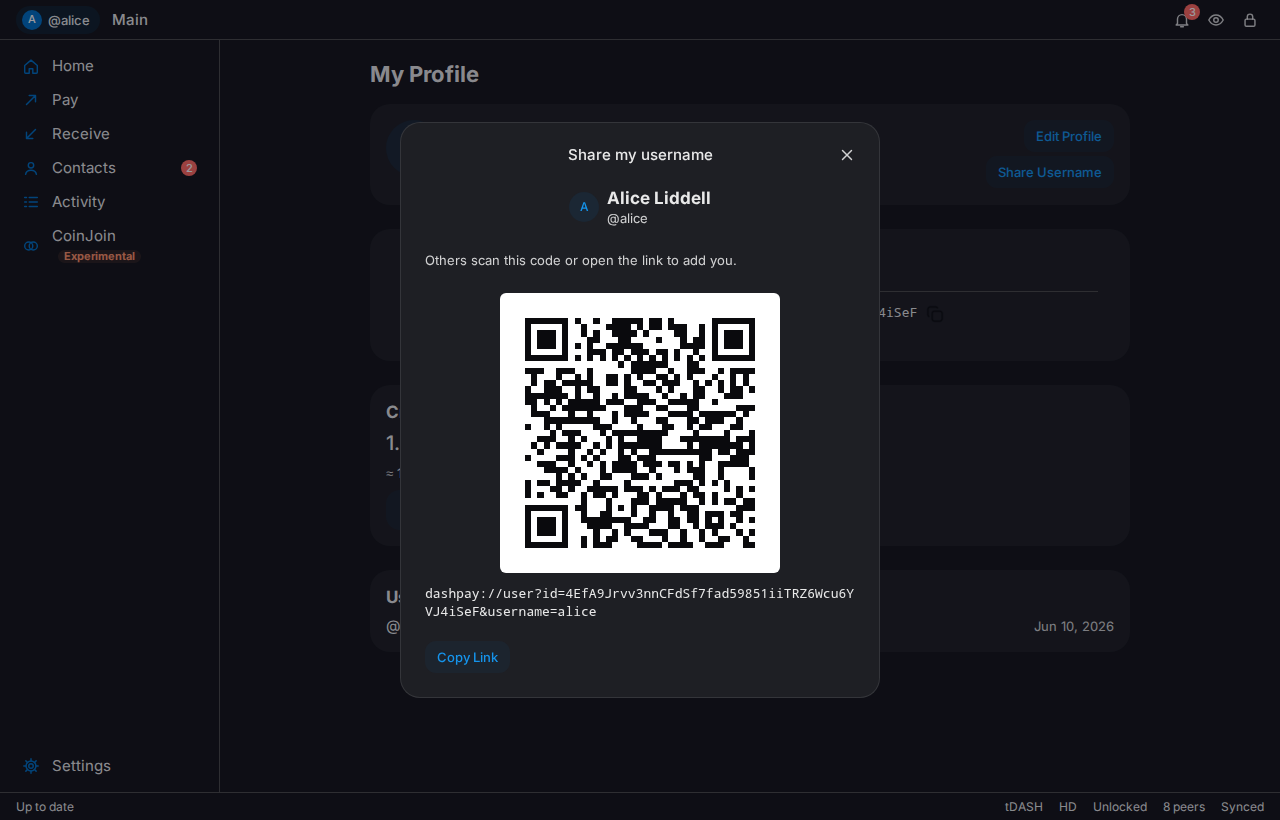 A @alice Main 3
Home
Pay
Receive
Contacts 2
Activity
CoinJoin
Experimental
Settings
My Profile
Edit Profile
Share Username
4iSeF
1.
Jun 10, 2026
Share my username
A Alice Liddell
@alice
Others scan this code or open the link to add you.
dashpay://user?id=4EfA9Jrvv3nnCFdSf7fad59851iiTRZ6Wcu6Y
VJ4iSeF&username=alice
Copy Link
Up to date tDASH HD Unlocked 8 peers Synced